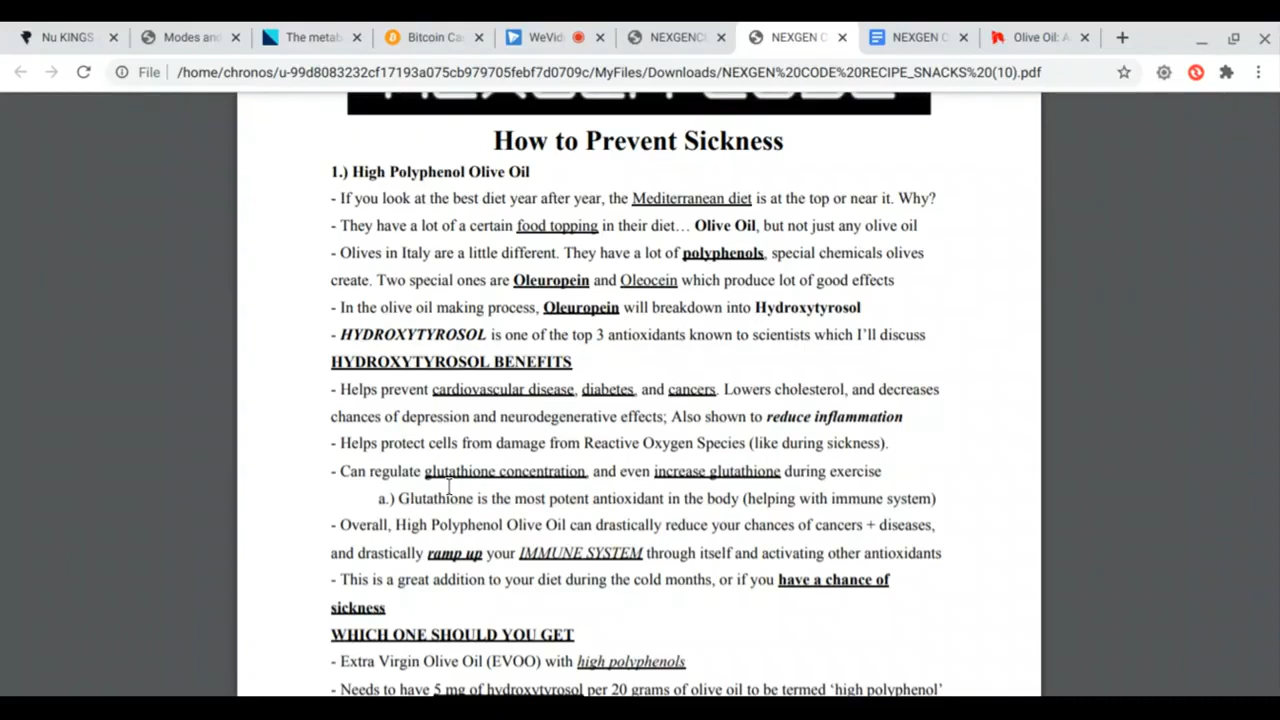 Nu KINGS
Modes and
The metab
Bitcoin Ca
WeVid
NEXGENC
NEXGEN C
NEXGEN C
Olive Oil: A
File /home/chronos/u-99d8083232cf17193a075cb979705febf7d0709c/MyFiles/Downloads/NEXGEN%20CODE%20RECIPE_SNACKS%20(10).pdf
NEXGEN CODE
How to Prevent Sickness
1.) High Polyphenol Olive Oil
- If you look at the best diet year after year, the Mediterranean diet is at the top or near it. Why?
- They have a lot of a certain food topping in their diet… Olive Oil, but not just any olive oil
- Olives in Italy are a little different. They have a lot of polyphenols, special chemicals olives
create. Two special ones are Oleuropein and Oleocein which produce lot of good effects
- In the olive oil making process, Oleuropein will breakdown into Hydroxytyrosol
- HYDROXYTYROSOL is one of the top 3 antioxidants known to scientists which I'll discuss
HYDROXYTYROSOL BENEFITS
- Helps prevent cardiovascular disease, diabetes, and cancers. Lowers cholesterol, and decreases
chances of depression and neurodegenerative effects; Also shown to reduce inflammation
- Helps protect cells from damage from Reactive Oxygen Species (like during sickness).
- Can regulate glutathione concentration, and even increase glutathione during exercise
a.) Glutathione is the most potent antioxidant in the body (helping with immune system)
- Overall, High Polyphenol Olive Oil can drastically reduce your chances of cancers + diseases,
and drastically ramp up your IMMUNE SYSTEM through itself and activating other antioxidants
- This is a great addition to your diet during the cold months, or if you have a chance of
sickness
WHICH ONE SHOULD YOU GET
- Extra Virgin Olive Oil (EVOO) with high polyphenols
- Needs to have 5 mg of hydroxytyrosol per 20 grams of olive oil to be termed 'high polyphenol'